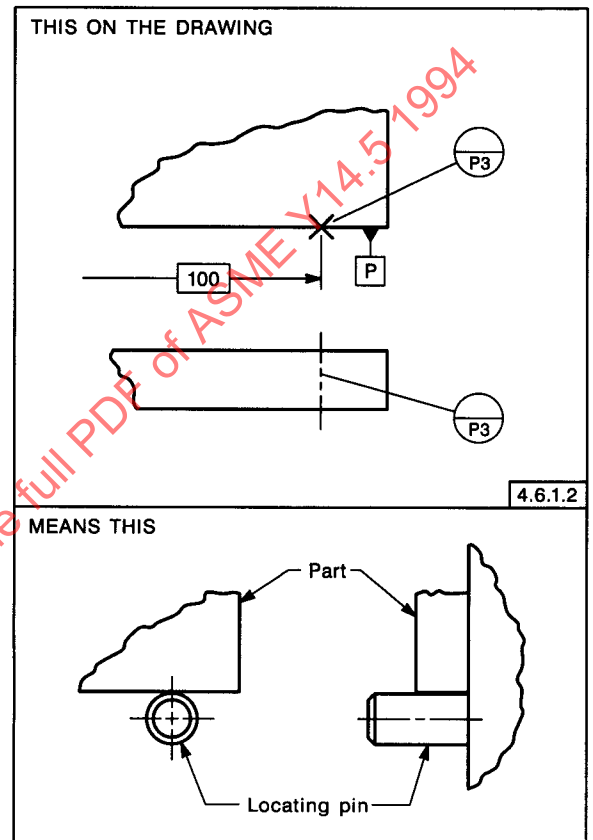 THIS ON THE DRAWING
P3
100
P
P3
4.6.1.2
MEANS THIS
Part
Locating pin
full PDF of ASME Y14.5 1994